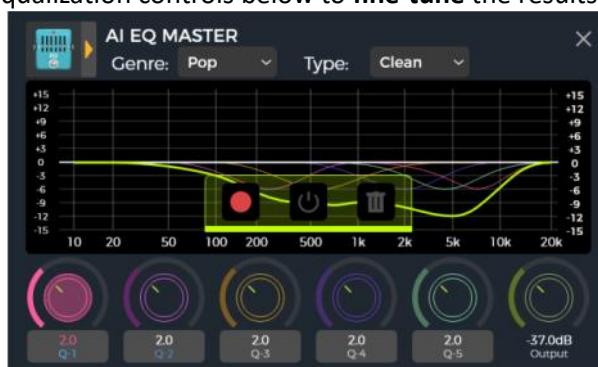 qualization controls below to fine-tune the results
AI EQ MASTER
Genre: Pop Type: Clean
+15 +15
+12 +12
+9 +9
+6 +6
+3 +3
0 0
-3 -3
-6 -6
-9 -9
-12 -12
-15 -15
10 20 50 100 200 500 1k 2k 5k 10k 20k
2.0 2.0 2.0 2.0 2.0 -37.0dB
Q-1 Q-2 Q-3 Q-4 Q-5 Output